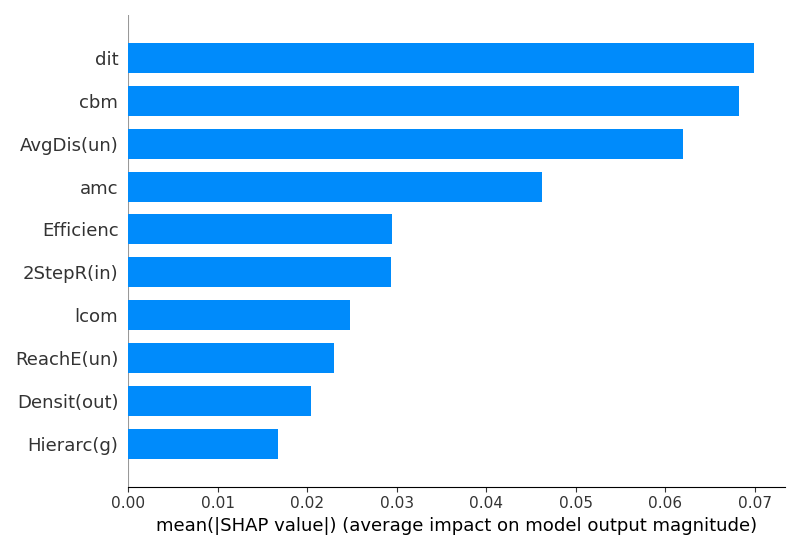 dit
cbm
AvgDis(un)
amc
Efficienc
2StepR(in)
lcom
ReachE(un)
Densit(out)
Hierarc(g)
0.00 0.01 0.02 0.03 0.04 0.05 0.06 0.07
mean(|SHAP value|) (average impact on model output magnitude)